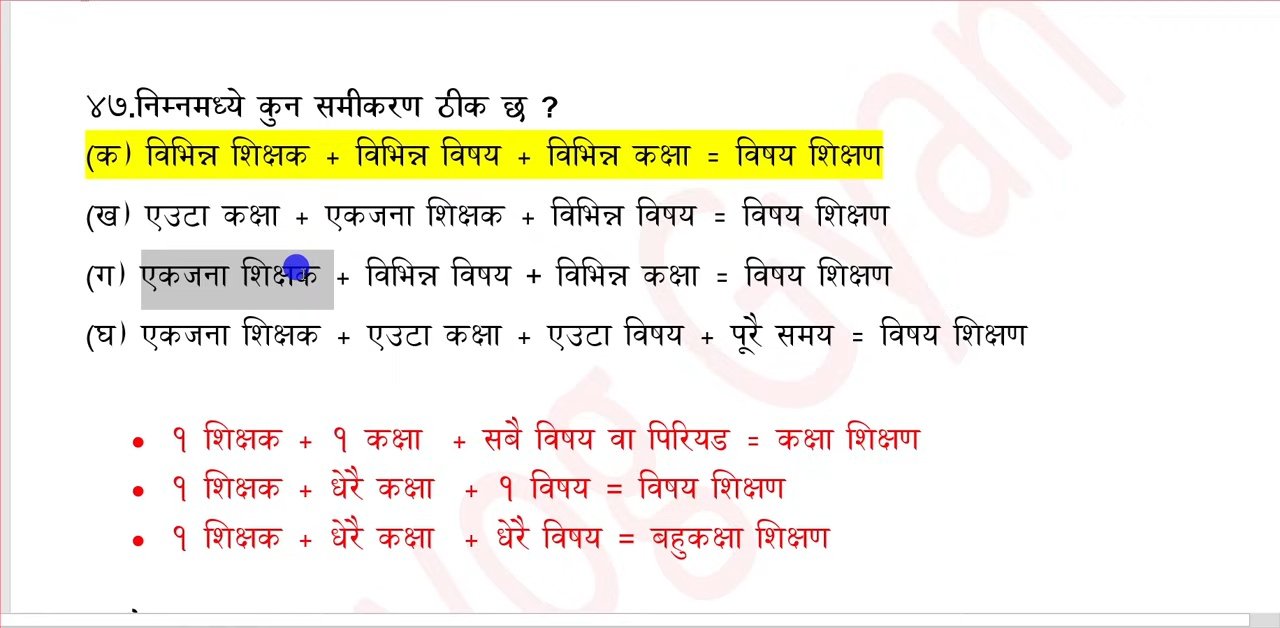 ४७.निम्नमध्ये कुन समीकरण ठीक छ ?
(क) विभिन्न शिक्षक + विभिन्न विषय + विभिन्न कक्षा = विषय शिक्षण
(ख) एउटा कक्षा + एकजना शिक्षक + विभिन्न विषय = विषय शिक्षण
(ग) एकजना शिक्षक + विभिन्न विषय + विभिन्न कक्षा = विषय शिक्षण
(घ) एकजना शिक्षक + एउटा कक्षा + एउटा विषय + पूरै समय = विषय शिक्षण
• १ शिक्षक + १ कक्षा + सबै विषय वा पिरियड = कक्षा शिक्षण
• १ शिक्षक + धेरै कक्षा + १ विषय = विषय शिक्षण
• १ शिक्षक + धेरै कक्षा + धेरै विषय = बहुकक्षा शिक्षण